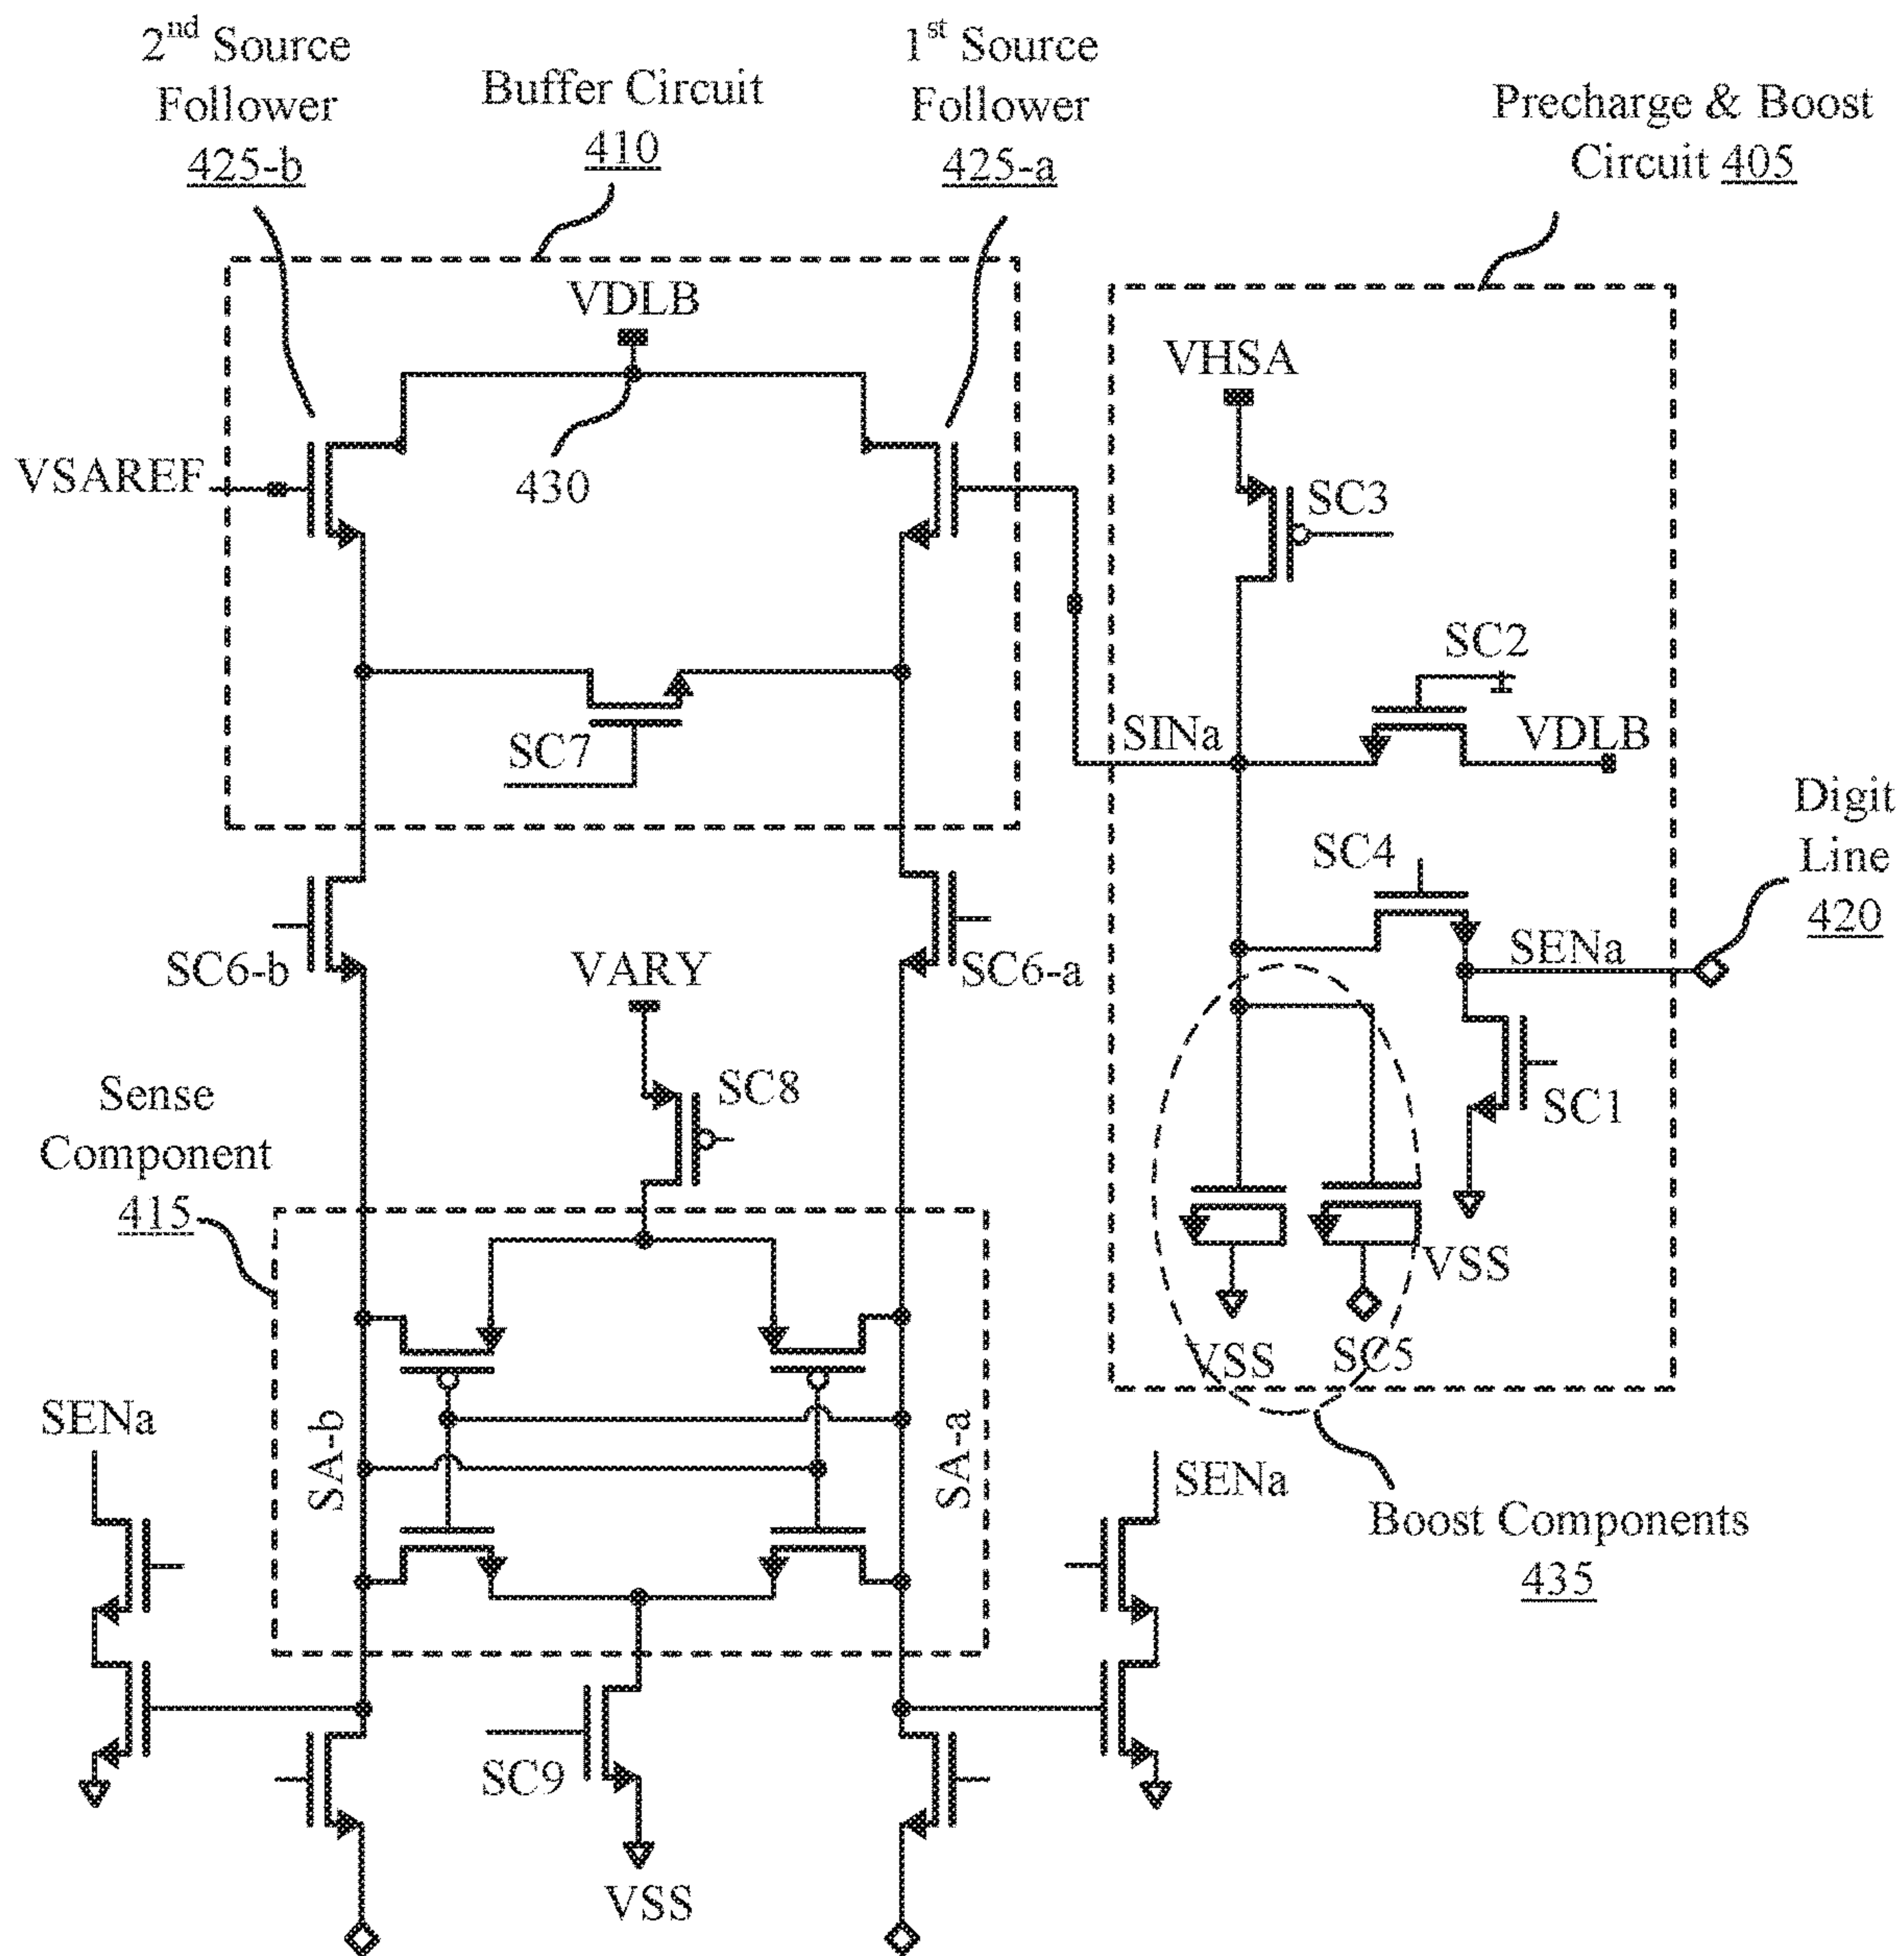 2nd Source
Follower
425-b
Buffer Circuit
410
1st Source
Follower
425-a
Precharge & Boost
Circuit 405
VDLB
VHSA
VSAREF
430
SC3
SC2
SC7
SINa
VDLB
Digit
Line
420
SC4
SENa
SC6-b
VARY
SC6-a
Sense
Component
415
SC8
SC1
VSS
VSS
SC5
SENa
SA-b
SA-a
SENa
Boost Components
435
SC9
VSS